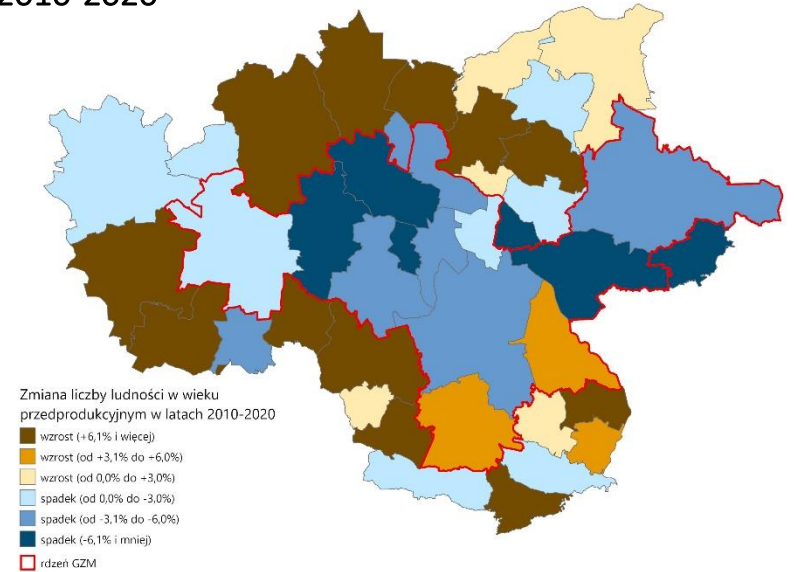 2010-2020
Zmiana liczby ludności w wieku
przedprodukcyjnym w latach 2010-2020
wzrost (+6,1% i więcej)
wzrost (od +3,1% do +6,0%)
wzrost (od 0,0% do +3,0%)
spadek (od 0,0% do -3,0%)
spadek (od -3,1% do -6,0%)
spadek (-6,1% i mniej)
rdzeń GZM